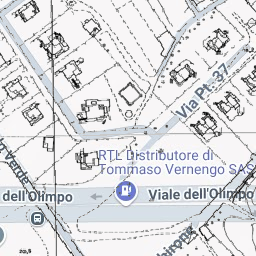 Via Pt. 37
RTL Distributore di
Tommaso Vernengo SAS
dell'Olimpo
Viale dell'Olimpo